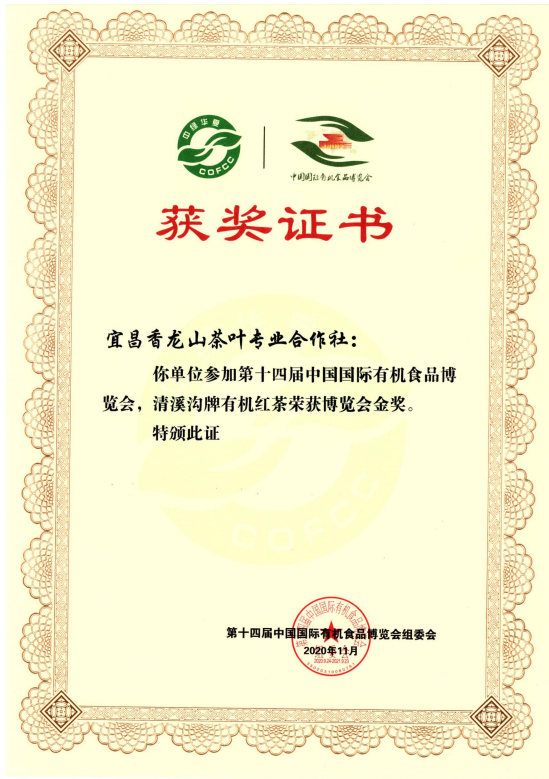 中绿华夏
COFCC
中国国际有机食品博览会
获奖证书
宜昌香龙山茶叶专业合作社：
你单位参加第十四届中国国际有机食品博
览会，清溪沟牌有机红茶荣获博览会金奖。
特颁此证
COFCC
第十四届中国国际有机食品博览会组委会
2020年11月